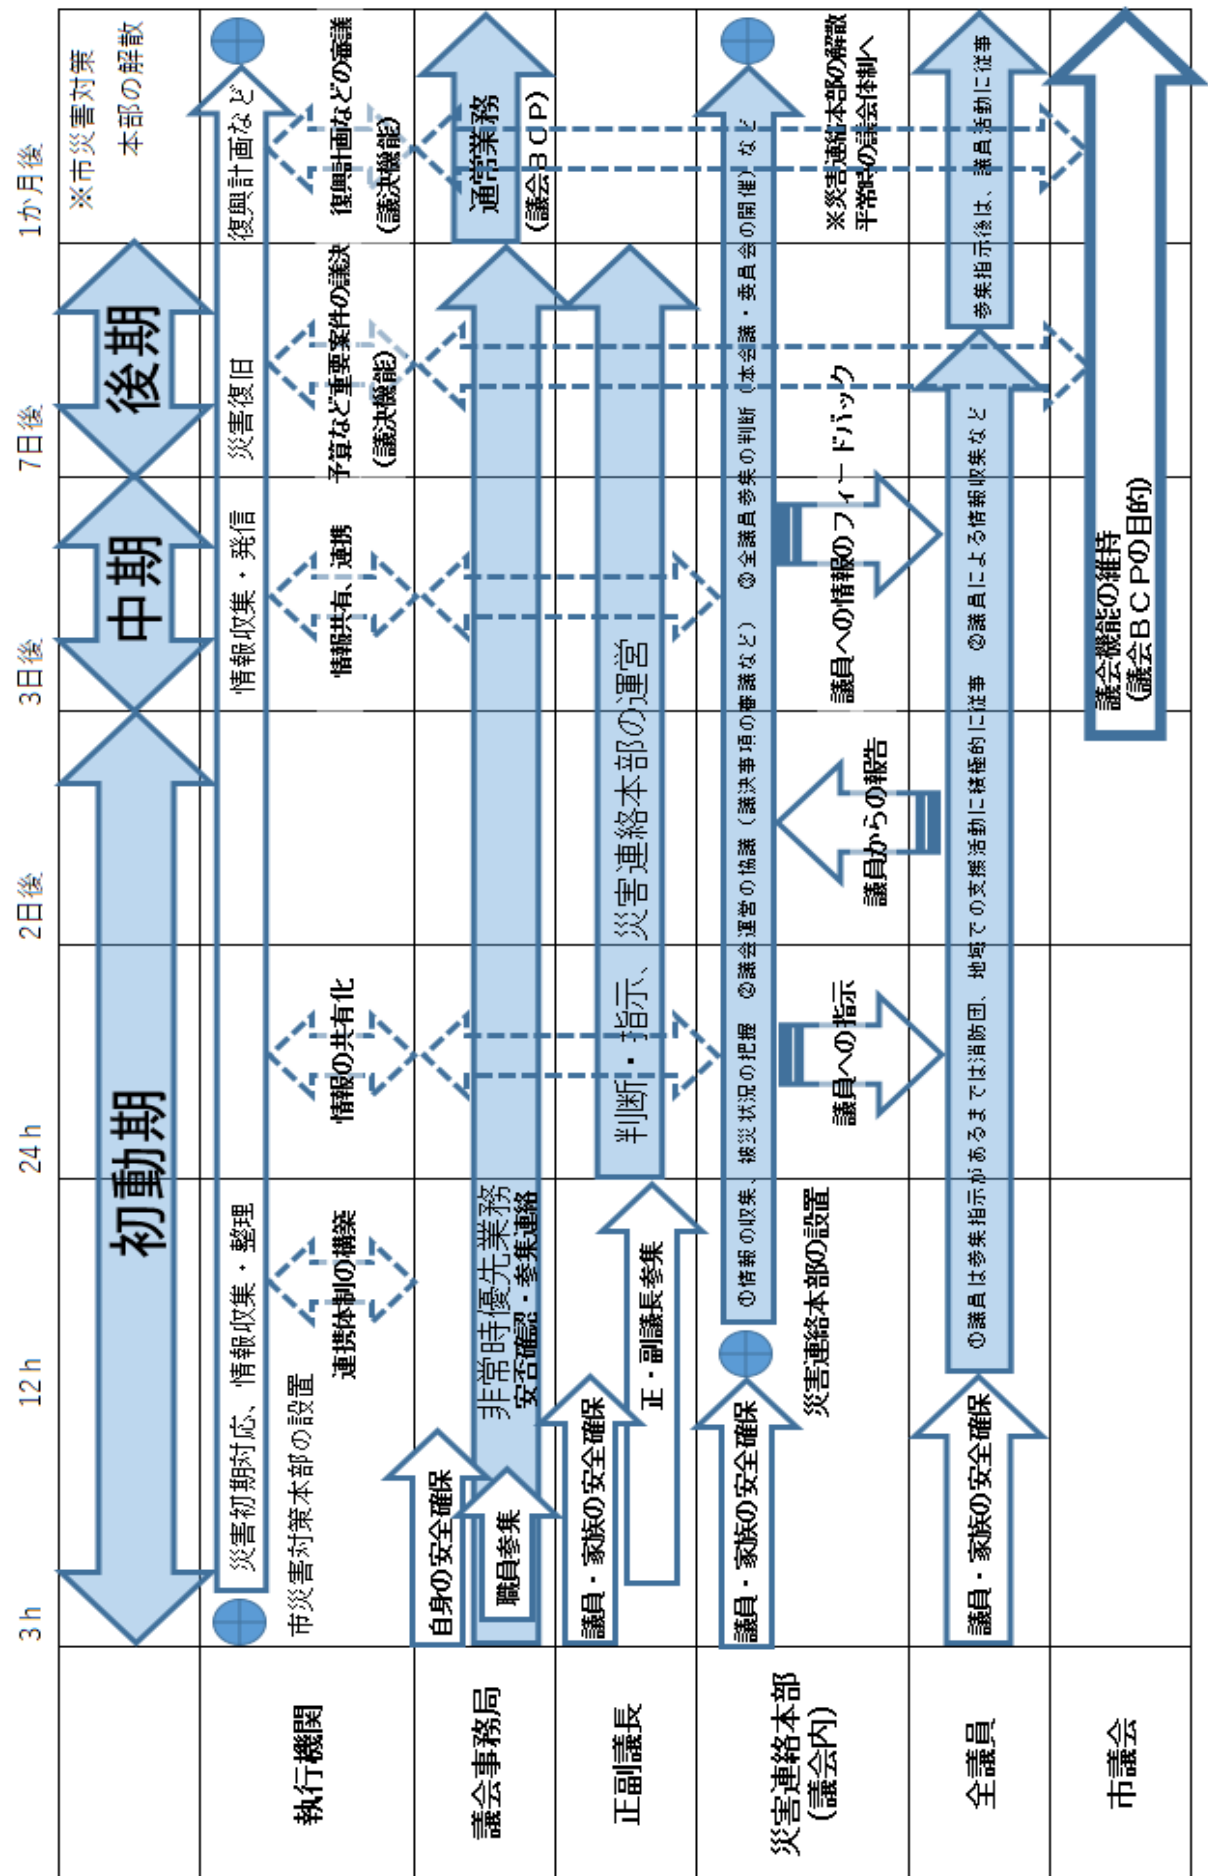 3h
12h
24h
2日後
3日後
7日後
1か月後
初動期
中期
後期
※市災害対策
本部の解散
執行機関
災害初期対応、情報収集・整理
情報収集・発信
災害復旧
復興計画など
市災害対策本部の設置
連携体制の構築
情報の共有化
情報共有、連携
予算など重要案件の議決
(議決機能)
復興計画などの審議
(議決機能)
議会事務局
自身の安全確保
職員参集
非常時優先業務
安否確認・参集連絡
通常業務
(議会BCP)
正副議長
議員・家族の安全確保
正・副議長参集
判断・指示、災害連絡本部の運営
災害連絡本部
(議会内)
議員・家族の安全確保
①情報の収集、被災状況の把握 ②議会運営の協議(議決事項の審議など) ③全議員参集の判断(本会議・委員会の開催)など
災害連絡本部の設置
議員への指示
議員からの報告
議員への情報のフィードバック
※災害連絡本部の解散
平常時の議会体制へ
全議員
議員・家族の安全確保
①議員は参集指示があるまでは消防団、地域での支援活動に積極的に従事 ②議員による情報収集など
参集指示後は、議員活動に従事
市議会
議会機能の維持
(議会BCPの目的)